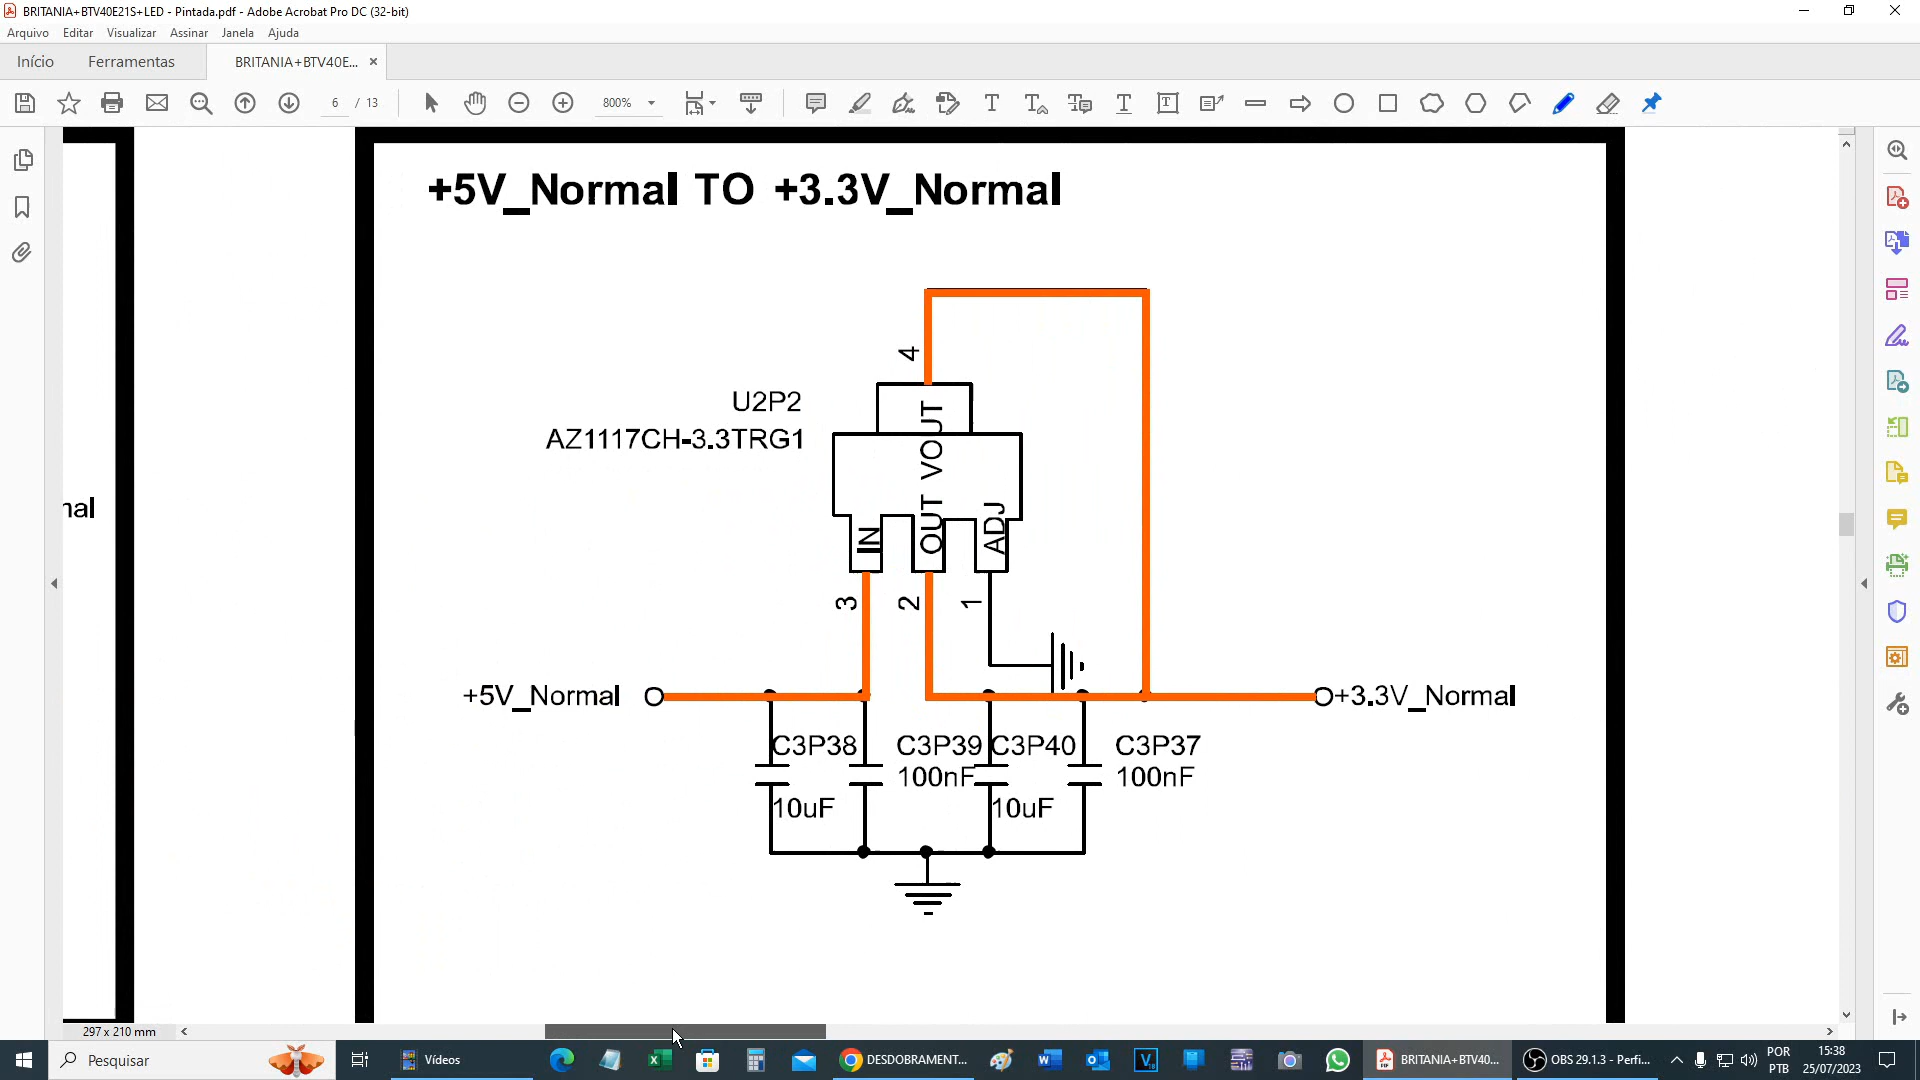 BRITANIA+BTV40E21S+LED - Pintada.pdf - Adobe Acrobat Pro DC (32-bit)
Arquivo Editar Visualizar Assinar Janela Ajuda
Início Ferramentas BRITANIA+BTV40E... ×
6 / 13 800%
+5V_Normal TO +3.3V_Normal
4
U2P2
AZ1117CH-3.3TRG1
VOUT
IN OUT ADJ
nal
3 2 1
+5V_Normal +3.3V_Normal
C3P38 C3P39 C3P40 C3P37
100nF 100nF
10uF 10uF
297 x 210 mm
Pesquisar Vídeos DESDOBRAMENT... BRITANIA+BTV40... OBS 29.1.3 - Perfi... POR 15:38
PTB 25/07/2023